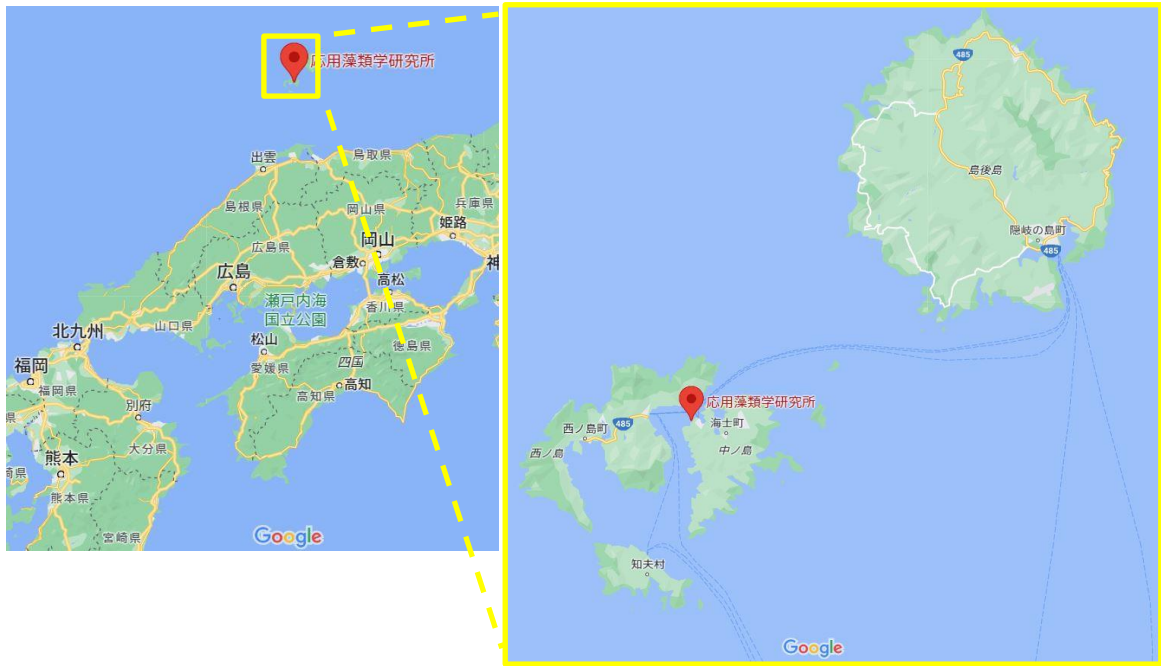 応用藻類学研究所
出雲
鳥取県
島根県
岡山県
兵庫県
姫路
岡山
広島県
倉敷
神
広島
高松
瀬戸内海
国立公園
香川県
山口県
北九州
松山
徳島県
愛媛県
四国
福岡
高知
福岡県
高知県
別府
県
大分県
熊本
崎県
熊本県
宮崎県
Google
485
島後島
隠岐の島町
485
応用藻類学研究所
西ノ島町
485
海士町
西ノ島
中ノ島
知夫村
Google